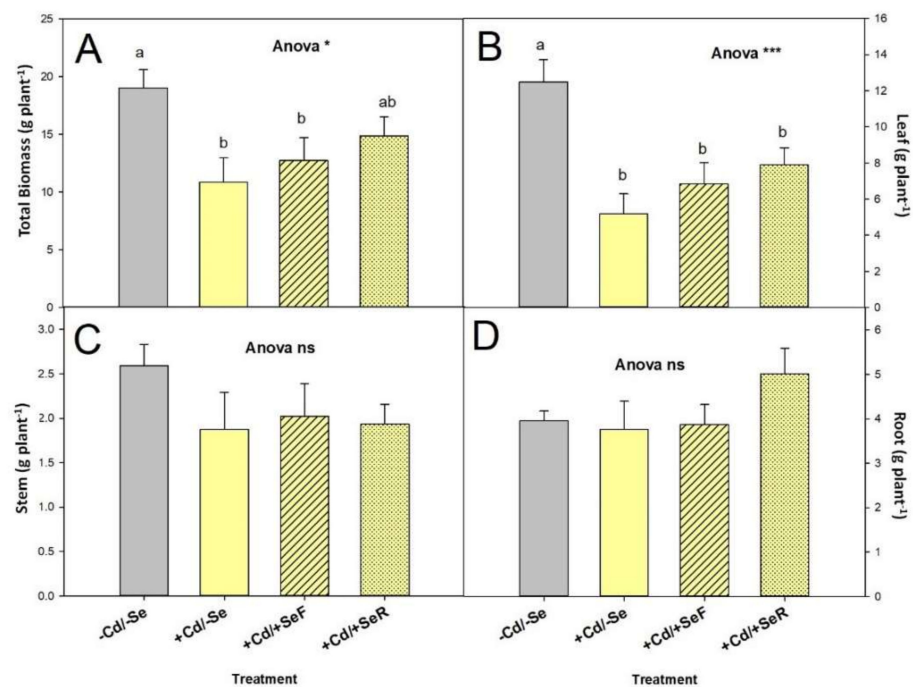 A
Anova *
a
b
b
ab
25
20
15
10
5
0
Total Biomass (g plant⁻¹)
B
Anova ***
a
b
b
b
16
14
12
10
8
6
4
2
0
Leaf (g plant⁻¹)
C
Anova ns
3.0
2.5
2.0
1.5
1.0
0.5
0.0
Stem (g plant⁻¹)
-Cd/-Se
+Cd/-Se
+Cd/+SeF
+Cd/+SeR
Treatment
D
Anova ns
6
5
4
3
2
1
0
Root (g plant⁻¹)
-Cd/-Se
+Cd/-Se
+Cd/+SeF
+Cd/+SeR
Treatment